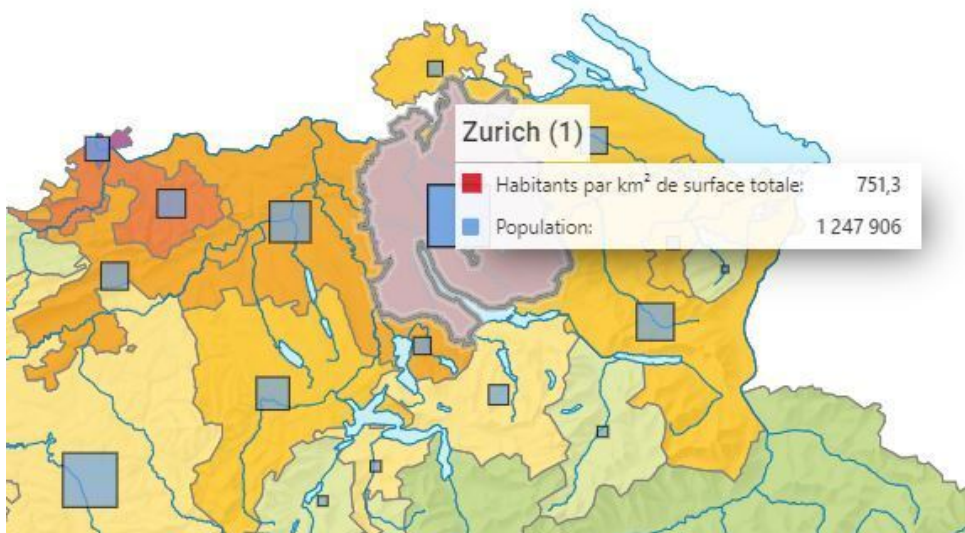 Zurich (1)
Habitants par km² de surface totale: 751,3
Population: 1 247 906